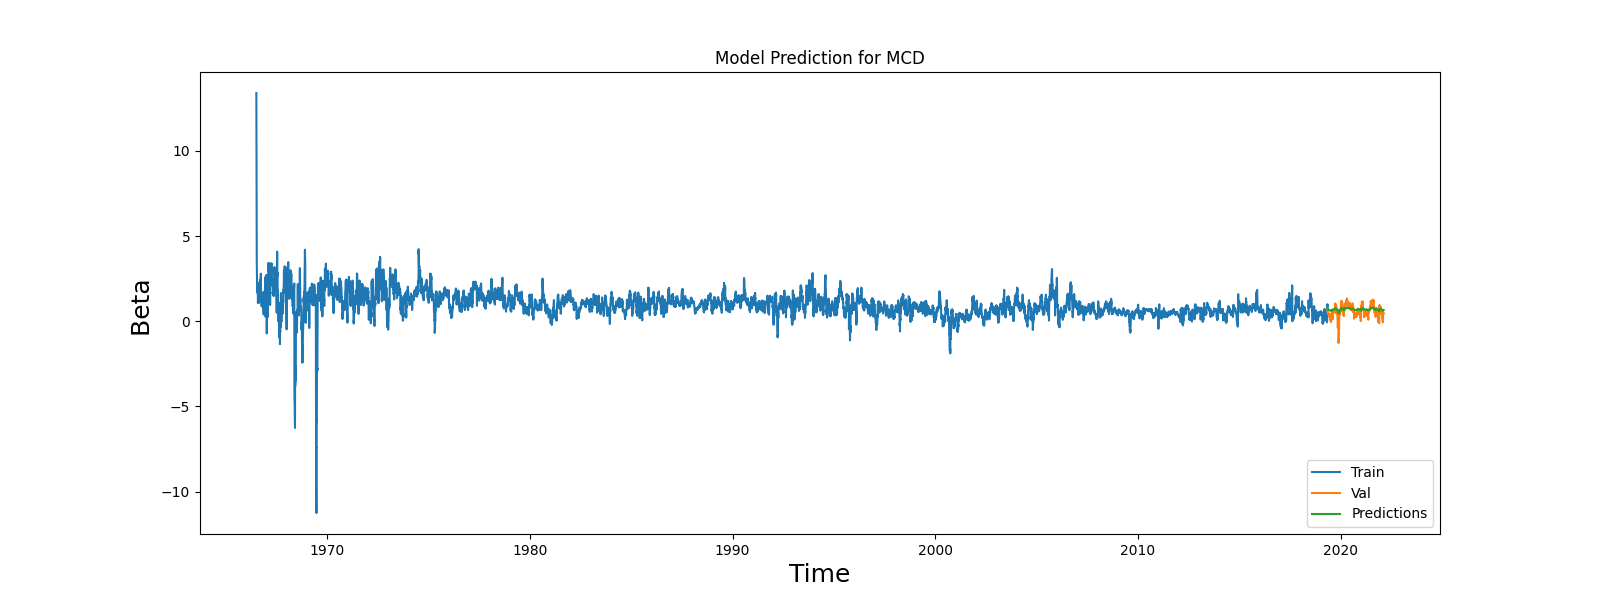 Model Prediction for MCD
Beta
10
5
0
−5
−10
1970
1980
1990
2000
2010
2020
Time
Train
Val
Predictions